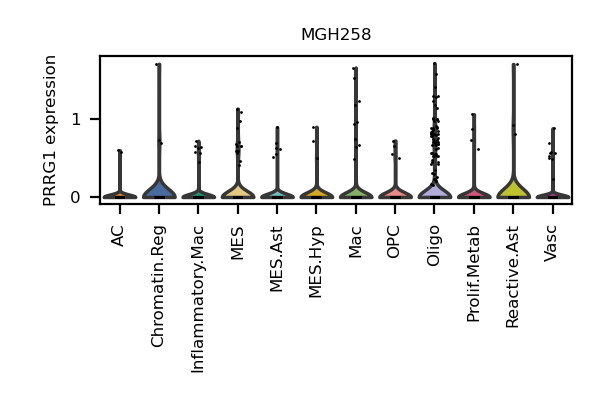 MGH258
PRRG1 expression
1
0
AC
Chromatin.Reg
Inflammatory.Mac
MES
MES.Ast
MES.Hyp
Mac
OPC
Oligo
Prolif.Metab
Reactive.Ast
Vasc